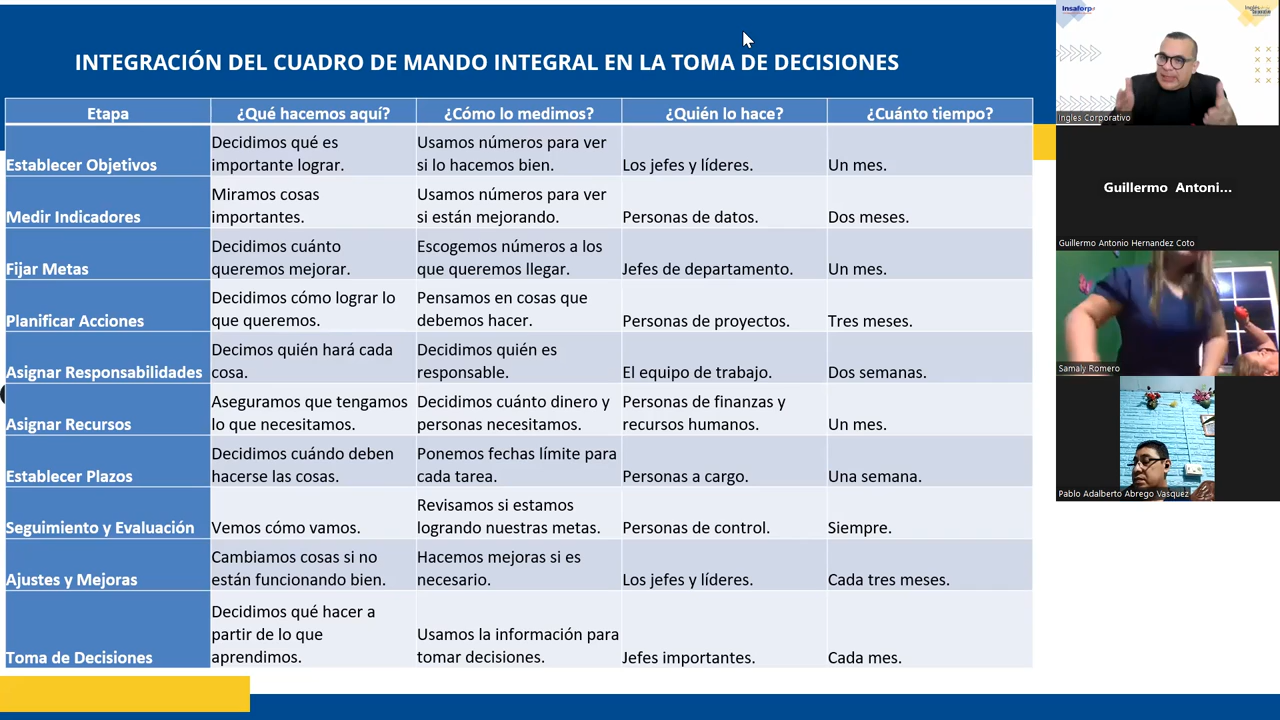 INTEGRACIÓN DEL CUADRO DE MANDO INTEGRAL EN LA TOMA DE DECISIONES
Etapa
¿Qué hacemos aquí?
¿Cómo lo medimos?
¿Quién lo hace?
¿Cuánto tiempo?
Establecer Objetivos
Decidimos qué es
importante lograr.
Usamos números para ver
si lo hacemos bien.
Los jefes y líderes.
Un mes.
Medir Indicadores
Miramos cosas
importantes.
Usamos números para ver
si están mejorando.
Personas de datos.
Dos meses.
Fijar Metas
Decidimos cuánto
queremos mejorar.
Escogemos números a los
que queremos llegar.
Jefes de departamento.
Un mes.
Planificar Acciones
Decidimos cómo lograr lo
que queremos.
Pensamos en cosas que
debemos hacer.
Personas de proyectos.
Tres meses.
Asignar Responsabilidades
Decimos quién hará cada
cosa.
Decidimos quién es
responsable.
El equipo de trabajo.
Dos semanas.
Asignar Recursos
Aseguramos que tengamos
lo que necesitamos.
Decidimos cuánto dinero y
personas necesitamos.
Personas de finanzas y
recursos humanos.
Un mes.
Establecer Plazos
Decidimos cuándo deben
hacerse las cosas.
Ponemos fechas límite para
cada tarea.
Personas a cargo.
Una semana.
Seguimiento y Evaluación
Vemos cómo vamos.
Revisamos si estamos
logrando nuestras metas.
Personas de control.
Siempre.
Ajustes y Mejoras
Cambiamos cosas si no
están funcionando bien.
Hacemos mejoras si es
necesario.
Los jefes y líderes.
Cada tres meses.
Toma de Decisiones
Decidimos qué hacer a
partir de lo que
aprendimos.
Usamos la información para
tomar decisiones.
Jefes importantes.
Cada mes.
Insaforp
Ingles Corporativo
Guillermo Antoni...
Guillermo Antonio Hernandez Coto
Samaly Romero
Pablo Adalberto Abrego Vasquez